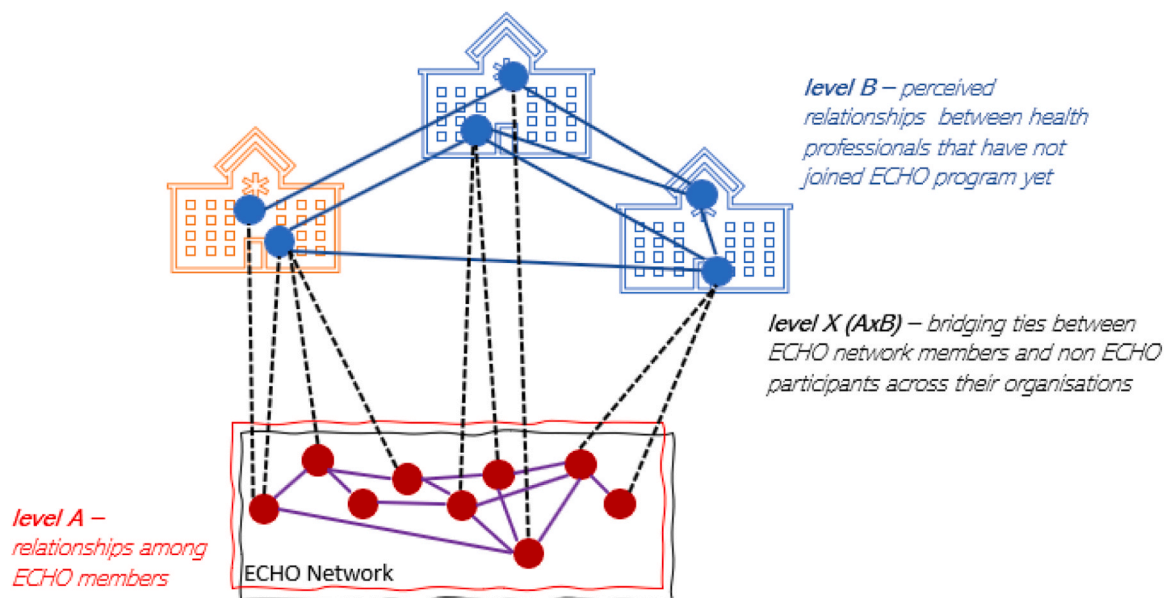 level B – perceived
relationships between health
professionals that have not
joined ECHO program yet
level X (AxB) – bridging ties between
ECHO network members and non ECHO
participants across their organisations
level A –
relationships among
ECHO members
ECHO Network